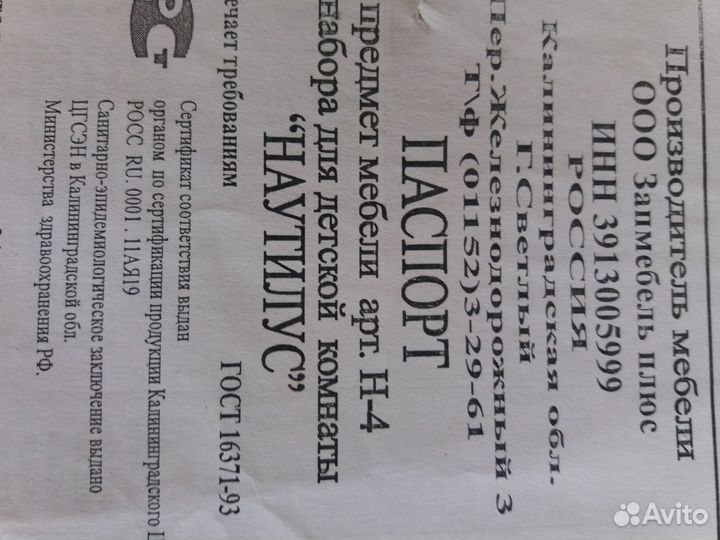 Производитель мебели
ООО Запмебель плюс
ИНН 3913005999
РОССИЯ
Калининградская обл.
Г.Светлый
Пер.Железнодорожный 3
Т\ф (01152)3-29-61
ПАСПОРТ
предмет мебели арт. Н-4
набора для детской комнаты
“НАУТИЛУС”
вечает требованиям ГОСТ 16371-93
РСТ
Сертификат соответствия выдан
органом по сертификации продукции Калининградского
РОСС RU 0001 . 11АЯ19
Санитарно-эпидемиологическое заключение выдано
ЦГСЭН в Калининградской обл.
Министерства здравоохранения РФ.
Avito